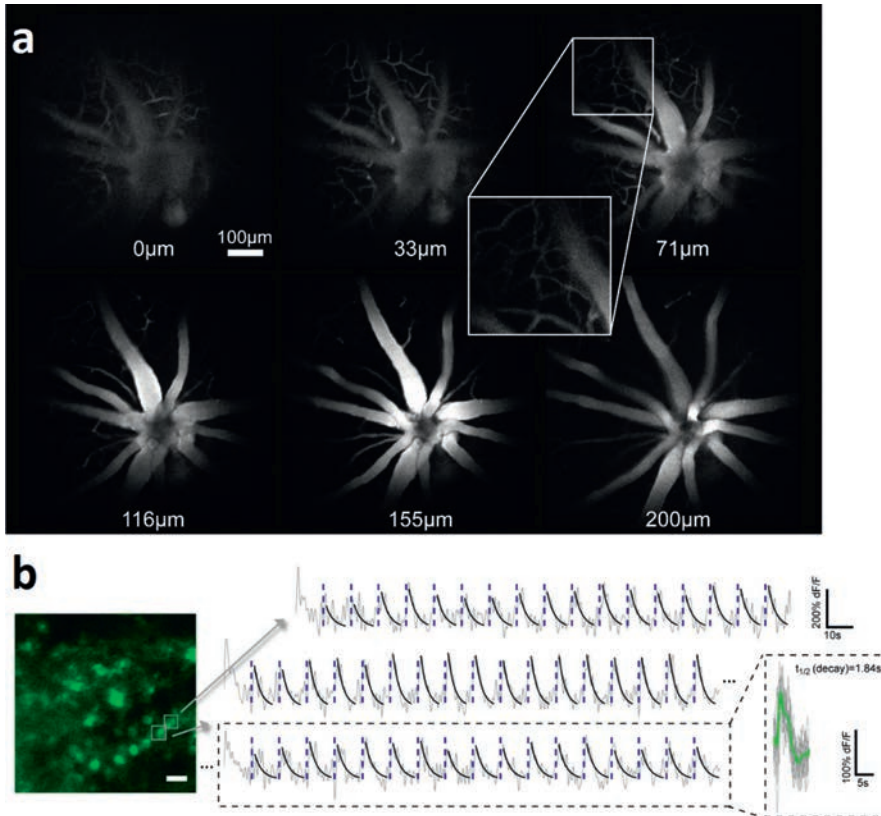 a
0µm
100µm
33µm
71µm
116µm
155µm
200µm
b
200% dF/F
10s
...
t1/2 (decay)=1.84s
...
100% dF/F
5s